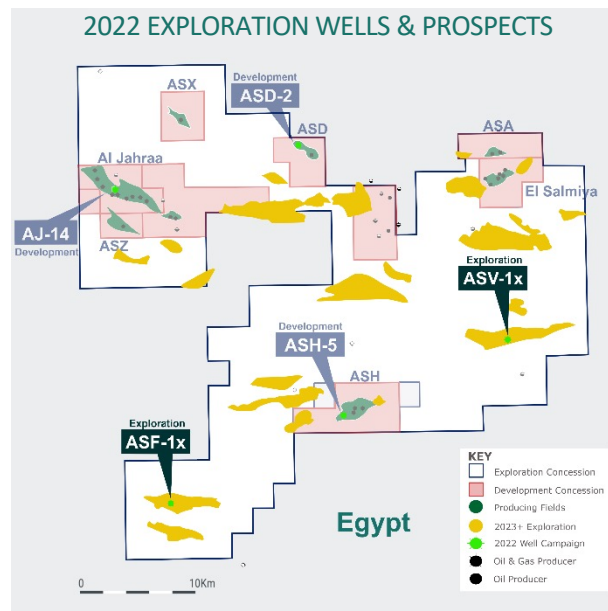 2022 EXPLORATION WELLS & PROSPECTS
Development
ASD-2
ASX
ASD
ASA
Al Jahraa
El Salmiya
AJ-14
Development
ASZ
Exploration
ASV-1x
Development
ASH-5
ASH
Exploration
ASF-1x
Egypt
KEY
Exploration Concession
Development Concession
Producing Fields
2023+ Exploration
2022 Well Campaign
Oil & Gas Producer
Oil Producer
0 10Km